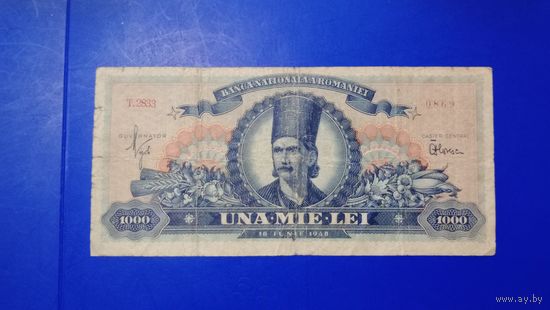 BANCA NATIONALA A ROMANIEI
T.2833
0869
GUVERNATOR
CASIER CENTRAL
1000
UNA·MIE·LEI
1000
18 IUNIE 1948
www.ay.by